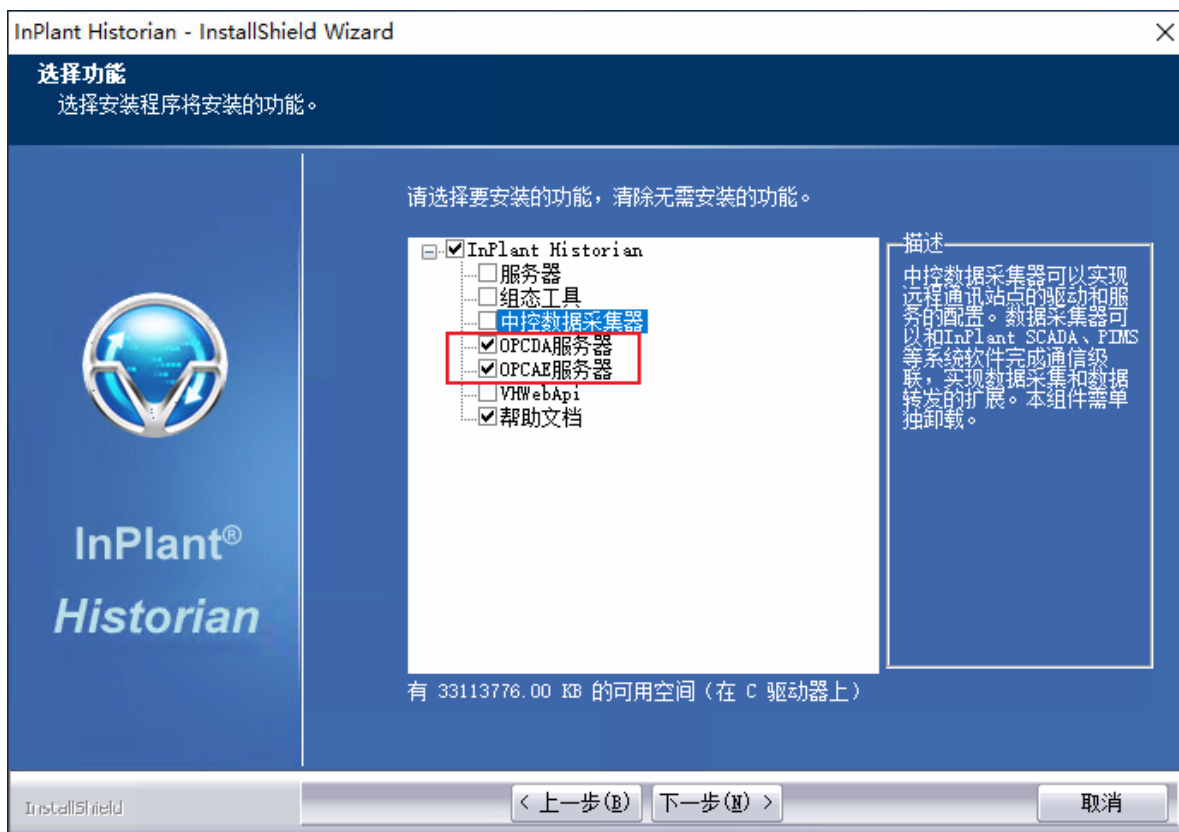 InPlant Historian - InstallShield Wizard
选择功能
选择安装程序将安装的功能。
请选择要安装的功能，清除无需安装的功能。
InPlant Historian
服务器
组态工具
中控数据采集器
OPCDA服务器
OPCAE服务器
VHWebApi
帮助文档
描述
中控数据采集器可以实现
远程通讯站点的驱动和服
务的配置。数据采集器可
以和InPlant SCADA、PIMS
等系统软件完成通信级
联，实现数据采集和数据
转发的扩展。本组件需单
独卸载。
InPlant®
Historian
有 33113776.00 KB 的可用空间（在 C 驱动器上）
InstallShield
< 上一步(B)
下一步(N) >
取消